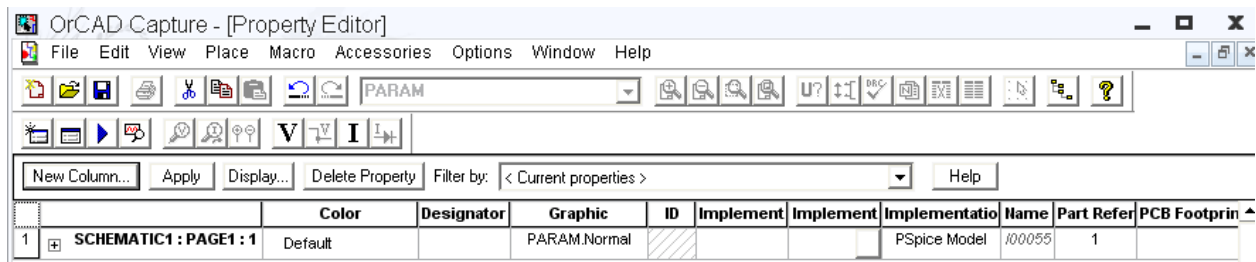 OrCAD Capture - [Property Editor]
File Edit View Place Macro Accessories Options Window Help
PARAM U? DRC
V I V I V I
New Column... Apply Display... Delete Property Filter by: < Current properties > Help
Color Designator Graphic ID Implement Implement Implementatio Name Part Refer PCB Footprin
1 SCHEMATIC1 : PAGE1 : 1 Default PARAM.Normal PSpice Model I00055 1